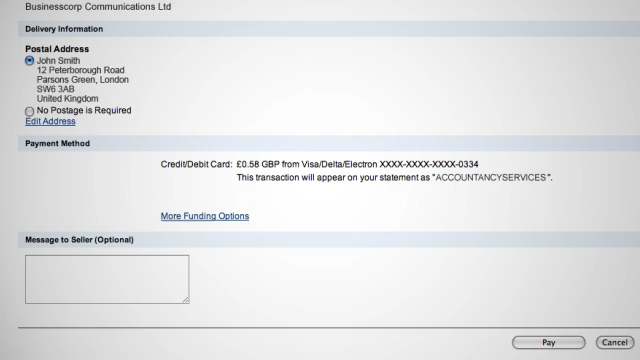 Businesscorp Communications Ltd
Delivery Information
Postal Address
John Smith
12 Peterborough Road
Parsons Green, London
SW6 3AB
United Kingdom
No Postage is Required
Edit Address
Payment Method
Credit/Debit Card: £0.58 GBP from Visa/Delta/Electron XXXX-XXXX-XXXX-0334
This transaction will appear on your statement as "ACCOUNTANCYSERVICES".
More Funding Options
Message to Seller (Optional)
Pay Cancel